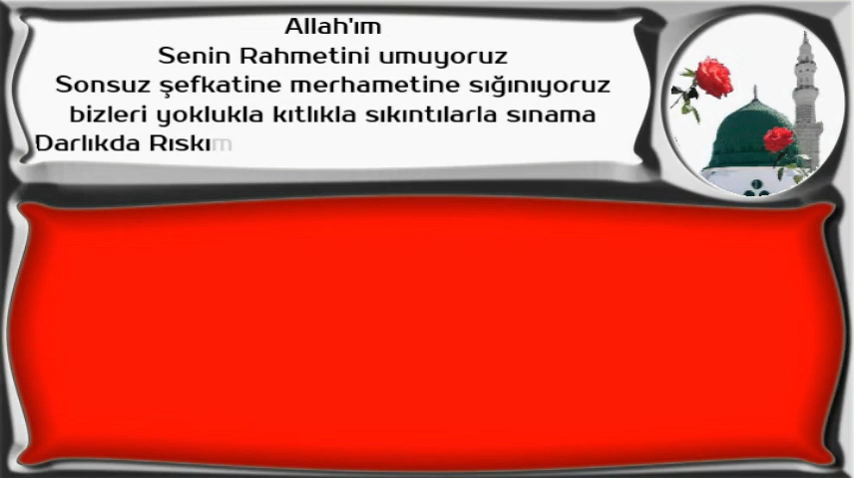 Allah'ım
Senin Rahmetini umuyoruz
Sonsuz şefkatine merhametine sığınıyoruz
bizleri yoklukla kıtlıkla sıkıntılarla sınama
Darlıkda Rıskım